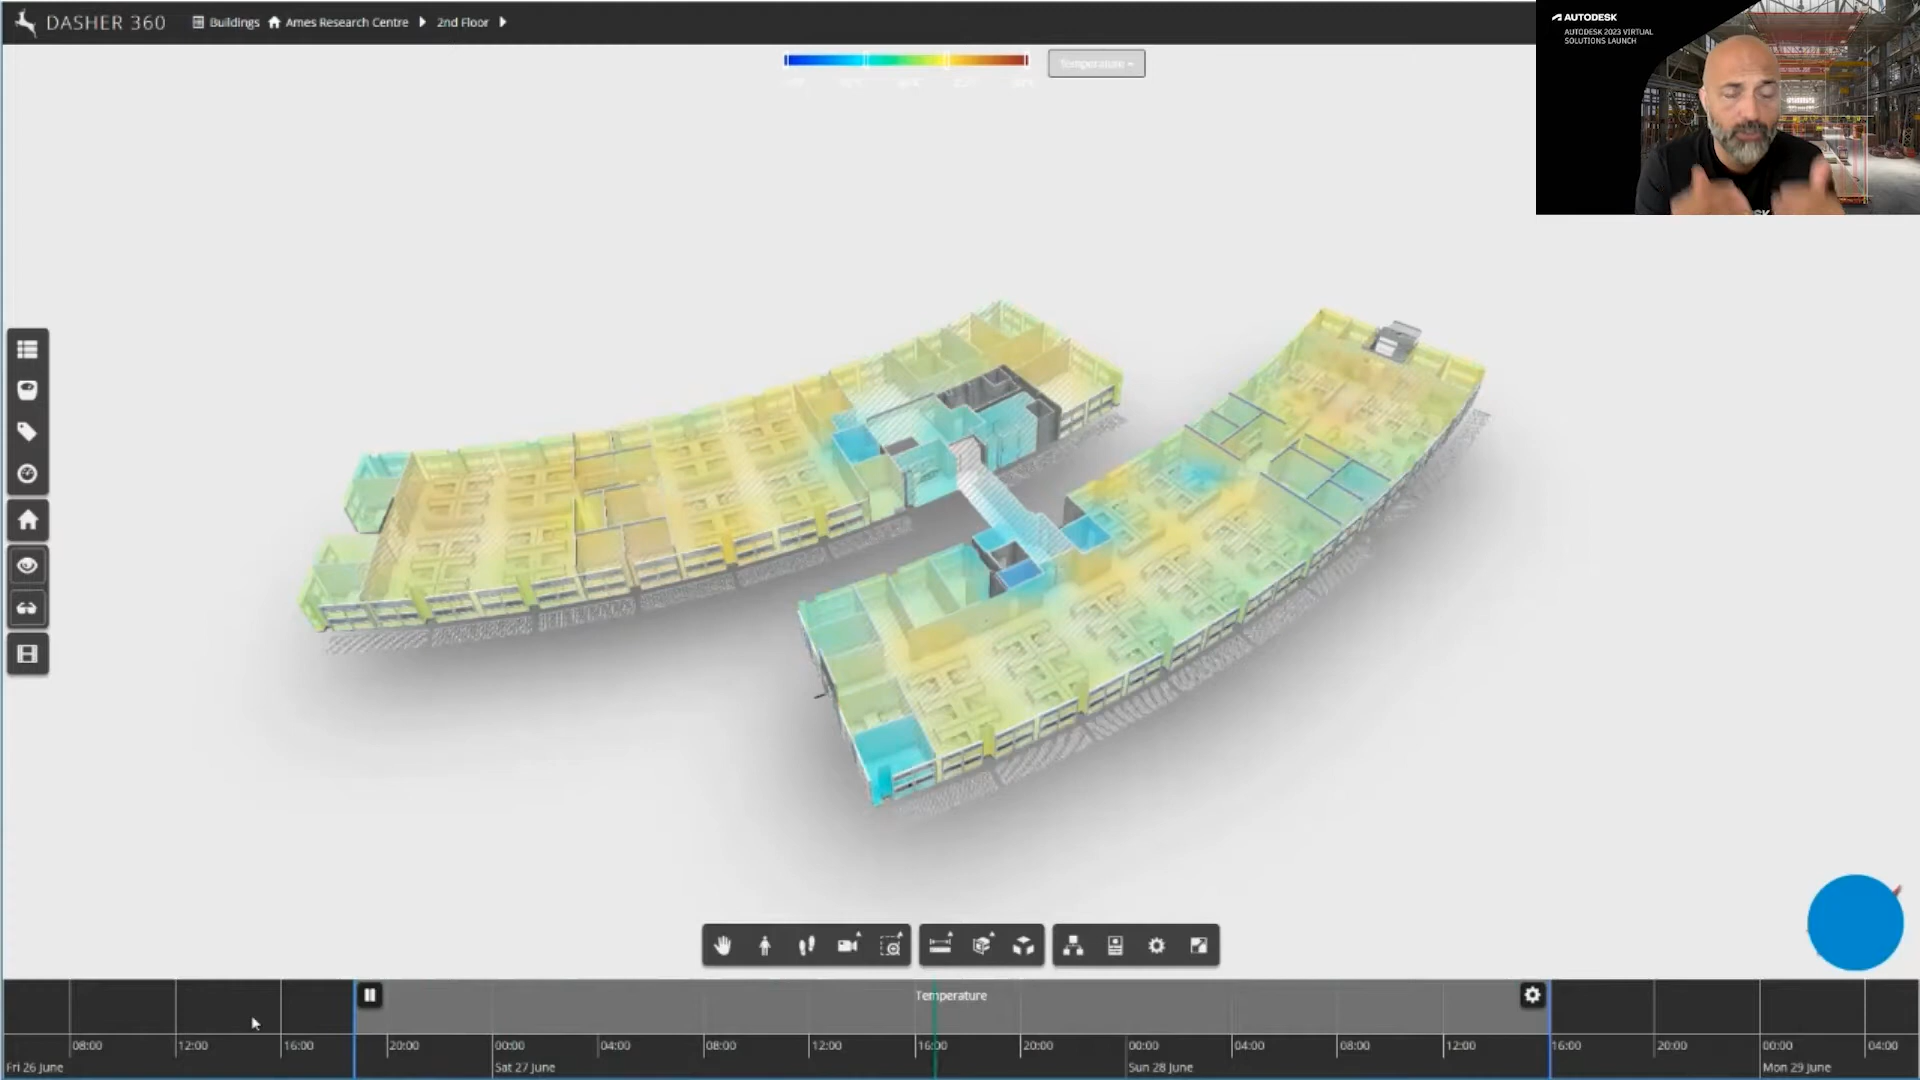 DASHER 360
Buildings
Ames Research Centre
2nd Floor
Temperature
AUTODESK
AUTODESK 2023 VIRTUAL
SOLUTIONS LAUNCH
Temperature
08:00
12:00
16:00
20:00
00:00
04:00
08:00
12:00
16:00
20:00
00:00
04:00
08:00
12:00
16:00
20:00
00:00
04:00
Fri 26 June
Sat 27 June
Sun 28 June
Mon 29 June